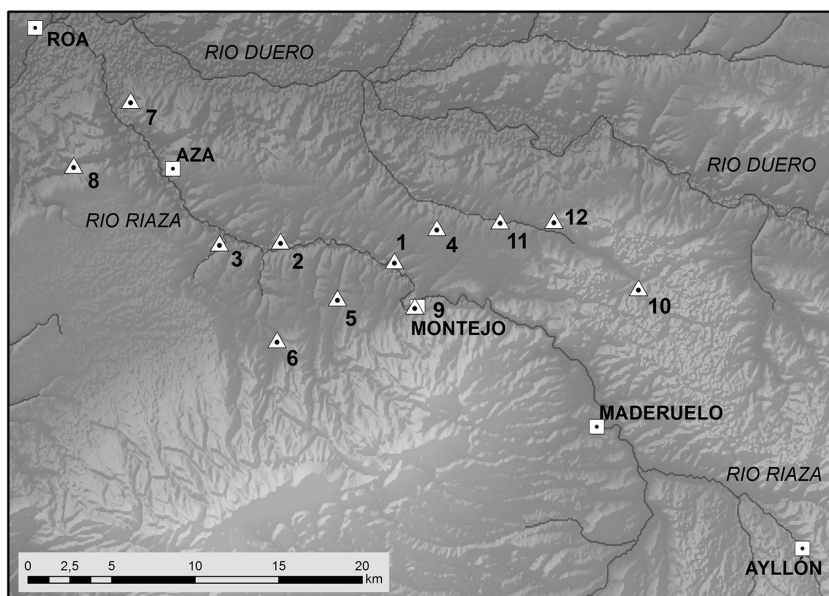 ROA
RIO DUERO
7
AZA
8
RIO DUERO
RIO RIAZA
12
11
4
1
2
3
10
5
9
MONTEJO
6
MADERUELO
RIO RIAZA
AYLLÓN
0 2,5 5 10 15 20
km